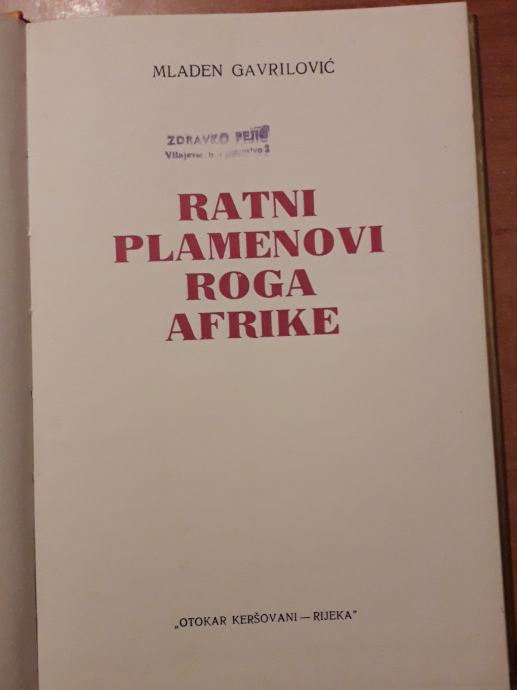 MLADEN GAVRILOVIĆ
ZDRAVKO PEJIĆ
RATNI
PLAMENOVI
ROGA
AFRIKE
„OTOKAR KERŠOVANI — RIJEKA”